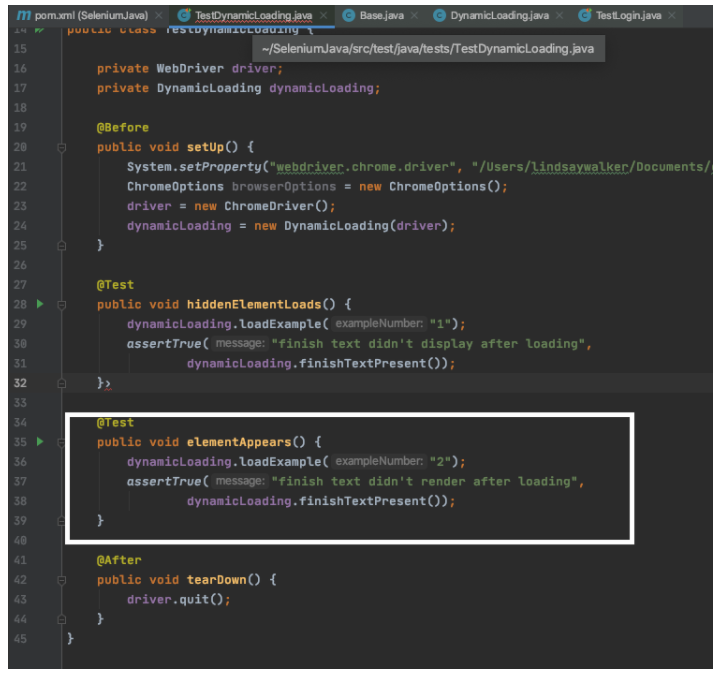 pom.xml (SeleniumJava) × TestDynamicLoading.java × Base.java × DynamicLoading.java × TestLogin.java ×
14 public class TestDynamicLoading {
~/SeleniumJava/src/test/java/tests/TestDynamicLoading.java
15
16 private WebDriver driver;
17 private DynamicLoading dynamicLoading;
18
19 @Before
20 public void setUp() {
21 System.setProperty("webdriver.chrome.driver", "/Users/lindsaywalker/Documents/
22 ChromeOptions browserOptions = new ChromeOptions();
23 driver = new ChromeDriver();
24 dynamicLoading = new DynamicLoading(driver);
25 }
26
27 @Test
28 public void hiddenElementLoads() {
29 dynamicLoading.loadExample( exampleNumber: "1");
30 assertTrue( message: "finish text didn't display after loading",
31 dynamicLoading.finishTextPresent());
32 }›
33
34 @Test
35 public void elementAppears() {
36 dynamicLoading.loadExample( exampleNumber: "2");
37 assertTrue( message: "finish text didn't render after loading",
38 dynamicLoading.finishTextPresent());
39 }
40
41 @After
42 public void tearDown() {
43 driver.quit();
44 }
45 }